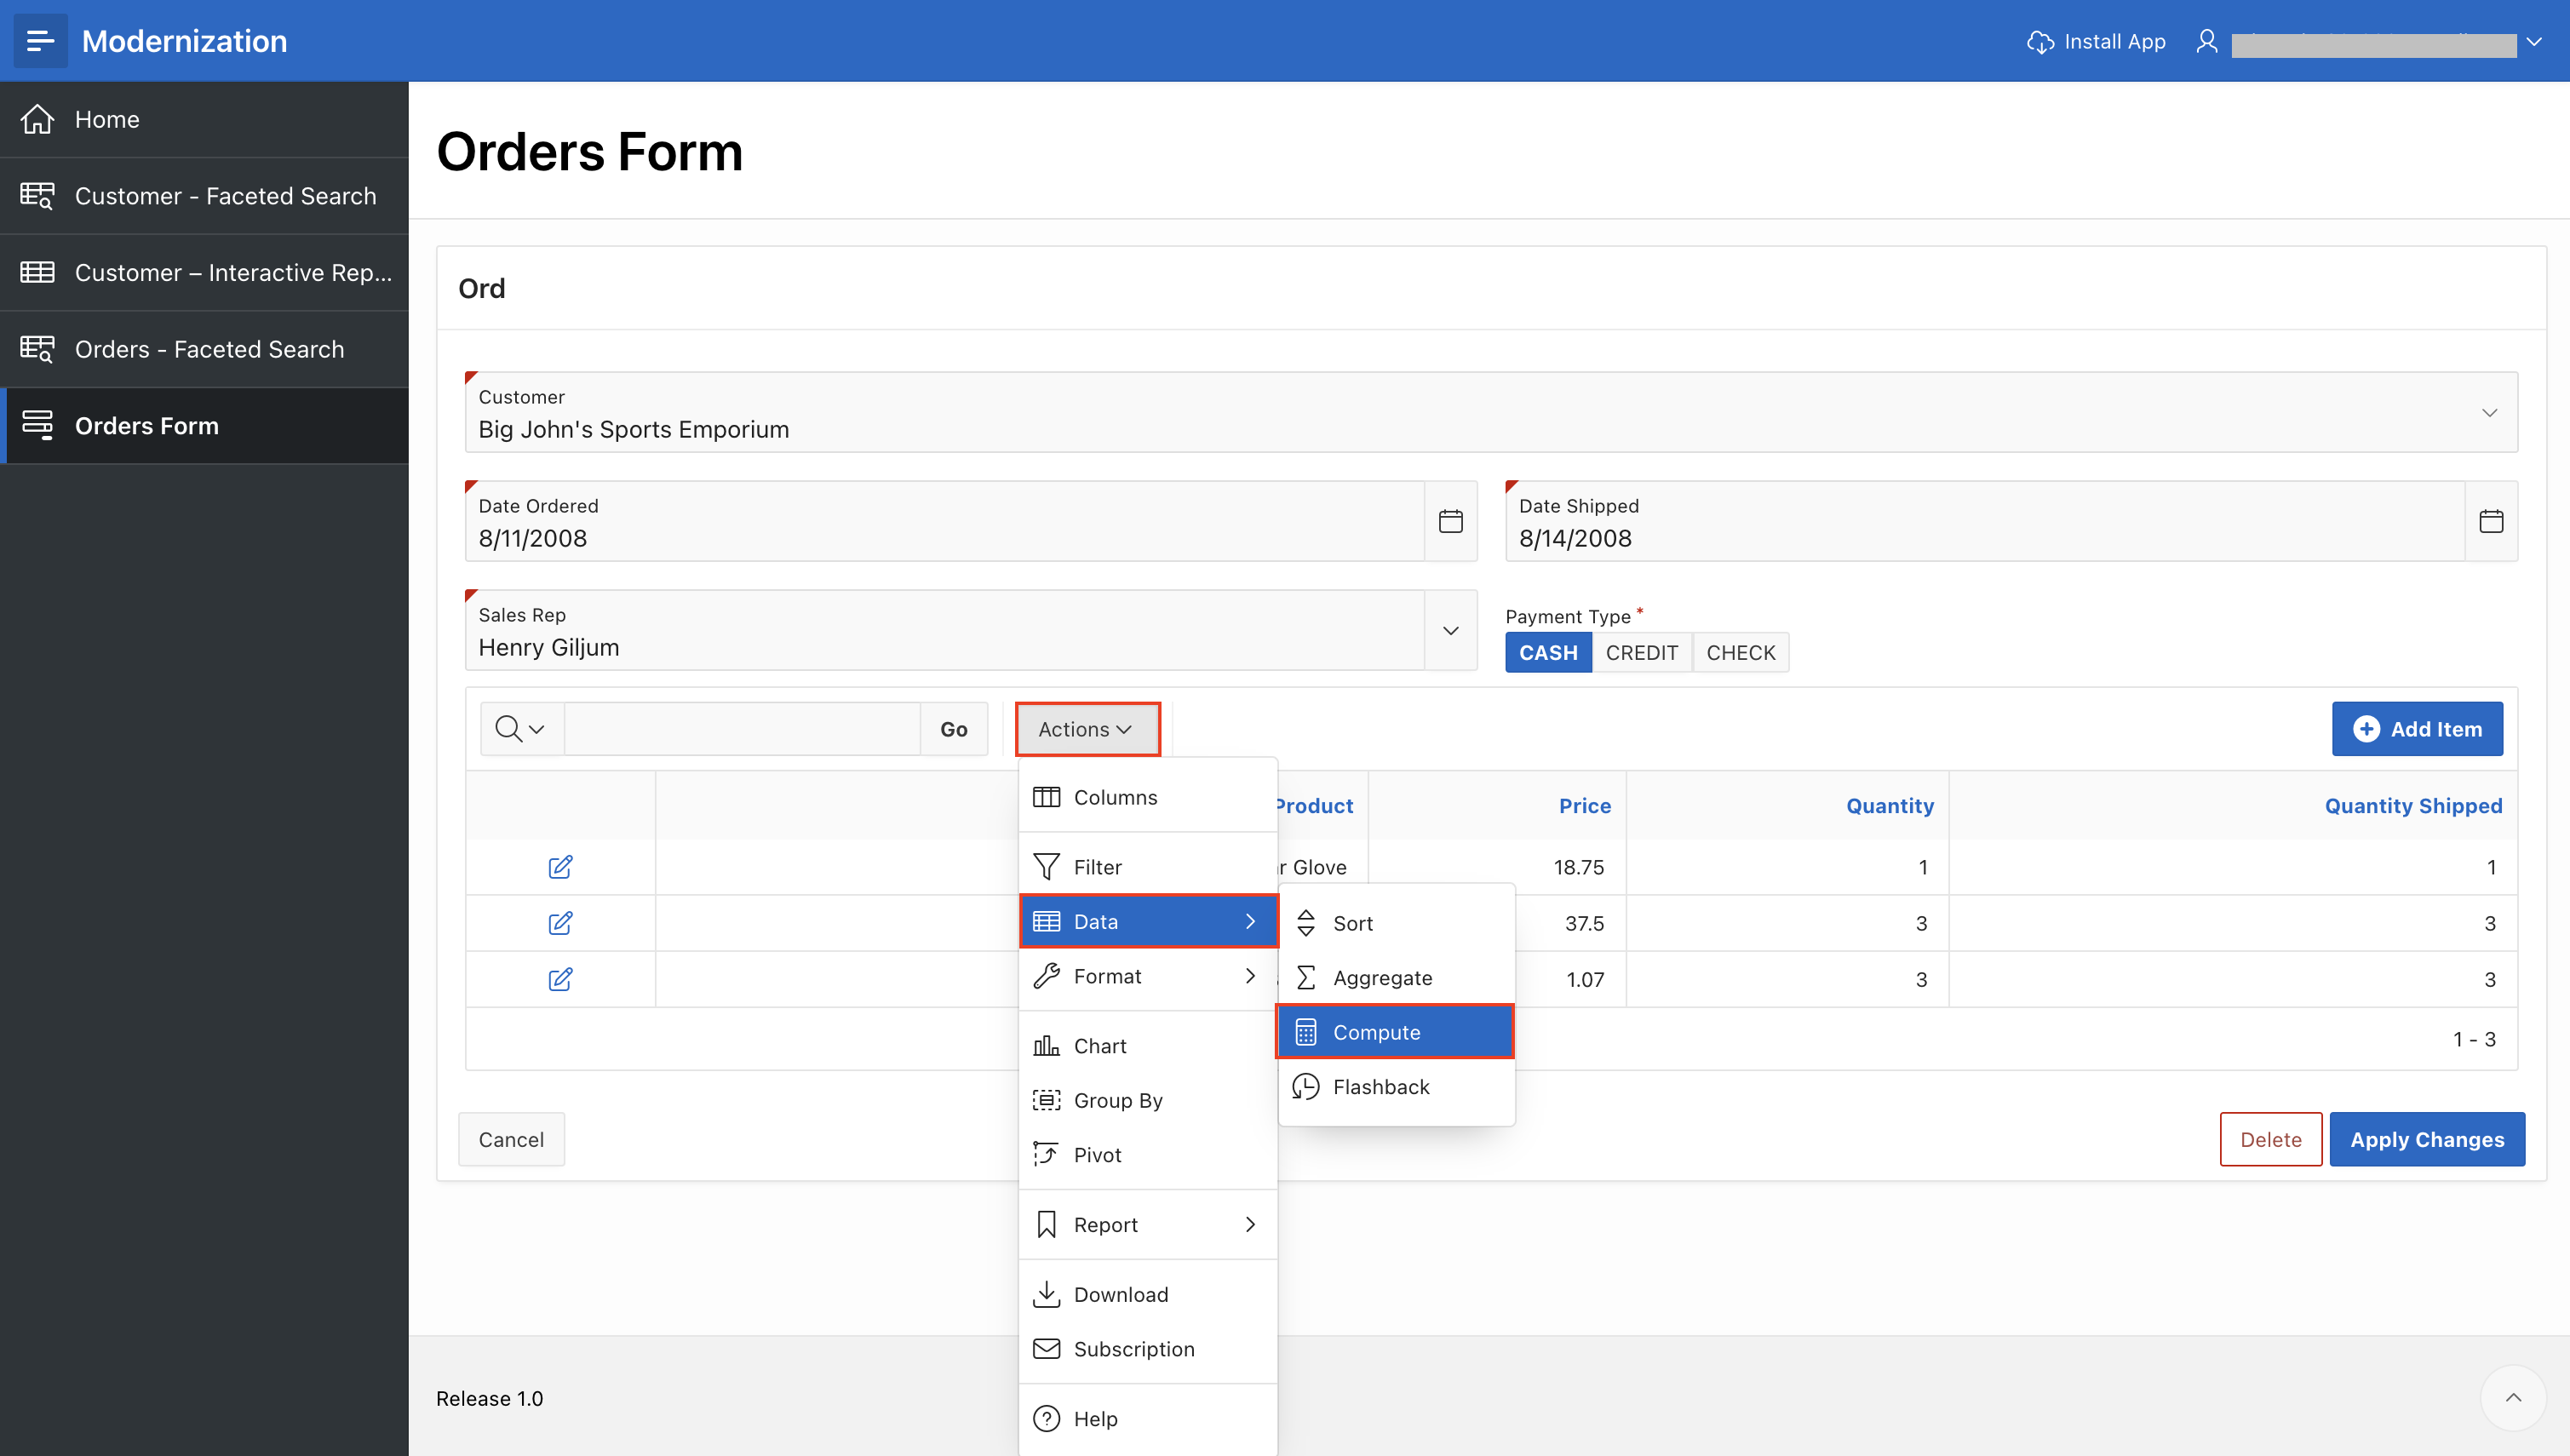 Modernization
Install App
Home
Customer - Faceted Search
Customer – Interactive Rep...
Orders - Faceted Search
Orders Form
Orders Form
Ord
Customer
Big John's Sports Emporium
Date Ordered
8/11/2008
Date Shipped
8/14/2008
Sales Rep
Henry Giljum
Payment Type *
CASH CREDIT CHECK
Go
Actions
Add Item
Product Price Quantity Quantity Shipped
r Glove 18.75 1 1
37.5 3 3
1.07 3 3
1 - 3
Columns
Filter
Data
Format
Chart
Group By
Pivot
Report
Download
Subscription
Help
Sort
Aggregate
Compute
Flashback
Cancel
Delete
Apply Changes
Release 1.0